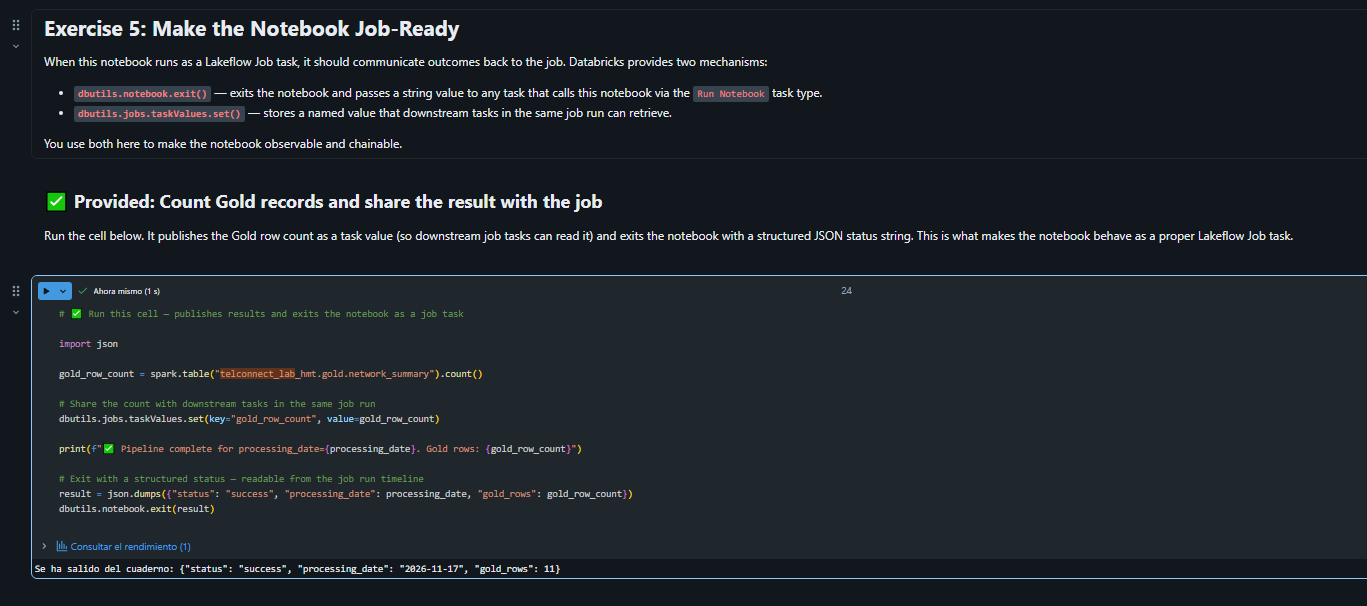 Exercise 5: Make the Notebook Job-Ready
When this notebook runs as a Lakeflow Job task, it should communicate outcomes back to the job. Databricks provides two mechanisms:
• dbutils.notebook.exit() — exits the notebook and passes a string value to any task that calls this notebook via the Run Notebook task type.
• dbutils.jobs.taskValues.set() — stores a named value that downstream tasks in the same job run can retrieve.
You use both here to make the notebook observable and chainable.
✅ Provided: Count Gold records and share the result with the job
Run the cell below. It publishes the Gold row count as a task value (so downstream job tasks can read it) and exits the notebook with a structured JSON status string. This is what makes the notebook behave as a proper Lakeflow Job task.
Ahora mismo (1 s) 24
# ✅ Run this cell — publishes results and exits the notebook as a job task
import json
gold_row_count = spark.table("telconnect_lab_hmt.gold.network_summary").count()
# Share the count with downstream tasks in the same job run
dbutils.jobs.taskValues.set(key="gold_row_count", value=gold_row_count)
print(f"✅ Pipeline complete for processing_date={processing_date}. Gold rows: {gold_row_count}")
# Exit with a structured status — readable from the job run timeline
result = json.dumps({"status": "success", "processing_date": processing_date, "gold_rows": gold_row_count})
dbutils.notebook.exit(result)
Consultar el rendimiento (1)
Se ha salido del cuaderno: {"status": "success", "processing_date": "2026-11-17", "gold_rows": 11}